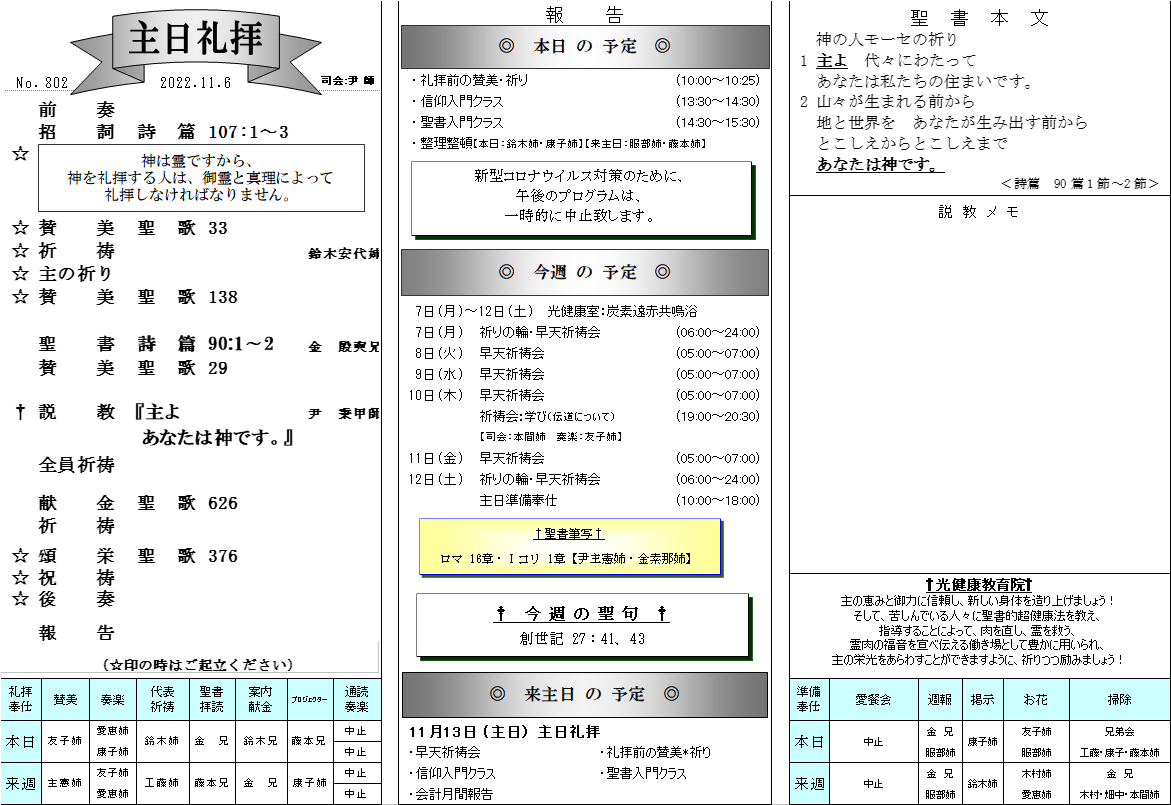 主日礼拝
No. 802 2022.11.6 司会:尹 師
前 奏
招 詞 詩 篇 107:1~3
☆
神は霊ですから、
神を礼拝する人は、御霊と真理によって
礼拝しなければなりません。
☆ 賛 美 聖 歌 33
☆ 祈 祷 鈴木安代姉
☆ 主の祈り
☆ 賛 美 聖 歌 138
聖 書 詩 篇 90:1~2 金 殷奭兄
賛 美 聖 歌 29
† 説 教 『主よ 尹 秉甲師
あなたは神です。』
全員祈祷
献 金 聖 歌 626
祈 祷
☆ 頌 栄 聖 歌 376
☆ 祝 祷
☆ 後 奏
報 告
(☆印の時はご起立ください)
礼拝奉仕 賛美 奏楽 代表祈祷 聖書拝読 案内献金 プロジェクター 通読奏楽
本日 友子姉 愛恵姉 康子姉 鈴木姉 金 兄 鈴木兄 藤本兄 中止 中止
来週 主憲姉 友子姉 愛恵姉 工藤姉 藤本兄 金 兄 康子姉 中止 中止
報 告
◎ 本日 の 予定 ◎
・礼拝前の賛美・祈り (10:00~10:25)
・信仰入門クラス (13:30~14:30)
・聖書入門クラス (14:30~15:30)
・整理整頓【本日:鈴木姉・康子姉】【来主日:服部姉・藤本姉】
新型コロナウイルス対策のために、
午後のプログラムは、
一時的に中止致します。
◎ 今週 の 予定 ◎
7日(月)~12日(土) 光健康室:炭素遠赤共鳴浴
7日(月) 祈りの輪・早天祈祷会 (06:00~24:00)
8日(火) 早天祈祷会 (05:00~07:00)
9日(水) 早天祈祷会 (05:00~07:00)
10日(木) 早天祈祷会 (05:00~07:00)
祈祷会:学び(伝道について) (19:00~20:30)
【司会:本間姉 奏楽:友子姉】
11日(金) 早天祈祷会 (05:00~07:00)
12日(土) 祈りの輪・早天祈祷会 (06:00~24:00)
主日準備奉仕 (10:00~18:00)
†聖書筆写†
ロマ 16章・Ⅰコリ 1章【尹主憲姉・金索那姉】
† 今週の聖句 †
創世記 27:41、43
◎ 来主日 の 予定 ◎
11月13日(主日) 主日礼拝
・早天祈祷会 ・礼拝前の賛美*祈り
・信仰入門クラス ・聖書入門クラス
・会計月間報告
聖 書 本 文
神の人モーセの祈り
1 主よ 代々にわたって
あなたは私たちの住まいです。
2 山々が生まれる前から
地と世界を あなたが生み出す前から
とこしえからとこしえまで
あなたは神です。
<詩篇 90篇1節~2節>
説 教 メ モ
†光健康教育院†
主の恵みと御力に信頼し、新しい身体を造り上げましょう!
そして、苦しんでいる人々に聖書的超健康法を教え、
指導することによって、肉を直し、霊を救う、
霊肉の福音を宣べ伝える働き場として豊かに用いられ、
主の栄光をあらわすことができますように、祈りつつ励みましょう!
準備奉仕 愛餐会 週報 掲示 お花 掃除
本日 中止 金 兄 服部姉 康子姉 友子姉 服部姉 兄弟会 工藤・康子・藤本姉
来週 中止 金 兄 服部姉 鈴木姉 木村姉 愛恵姉 金 兄 木村・畑中・本間姉